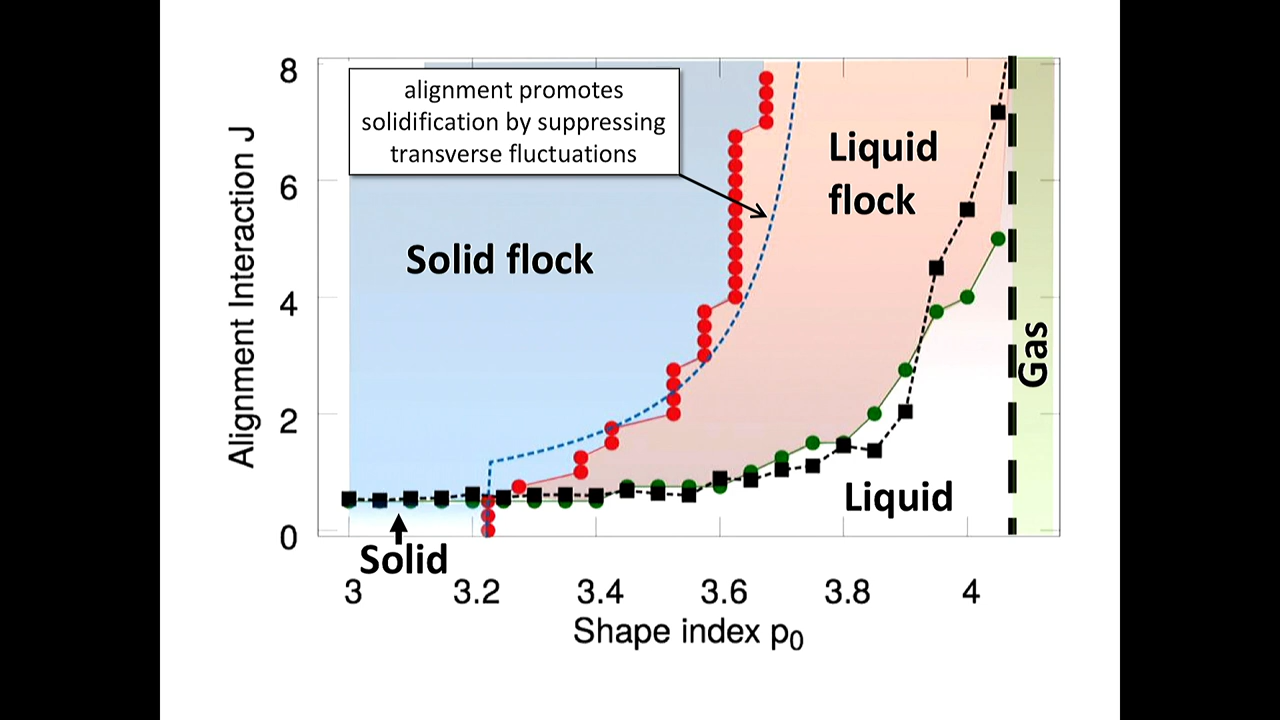 8
alignment promotes
solidification by suppressing
transverse fluctuations
Liquid
flock
6
Solid flock
4
Gas
2
Liquid
0
Solid
3 3.2 3.4 3.6 3.8 4
Shape index p₀
Alignment Interaction J